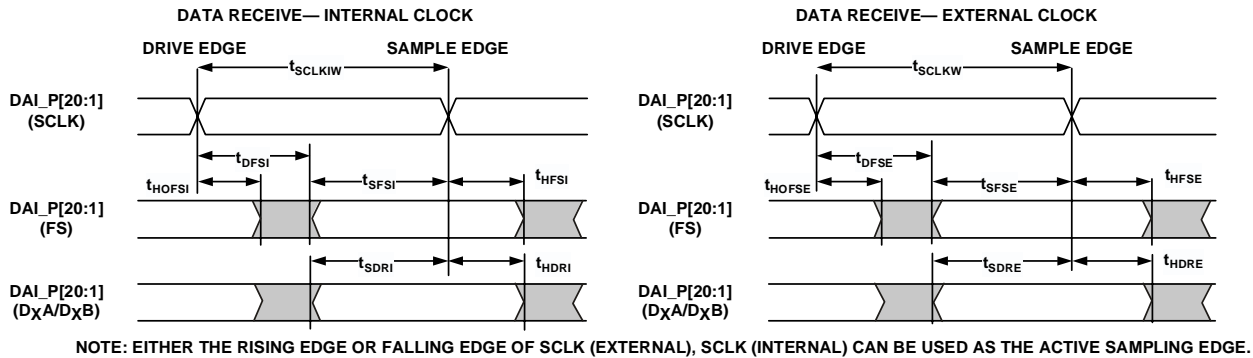 DATA RECEIVE— INTERNAL CLOCK
DRIVE EDGE
SAMPLE EDGE
tSCLKIW
DAI_P[20:1]
(SCLK)
tDFSI
tHOFSI
tSFSI
tHFSI
DAI_P[20:1]
(FS)
tSDRI
tHDRI
DAI_P[20:1]
(DXA/DXB)
DATA RECEIVE— EXTERNAL CLOCK
DRIVE EDGE
SAMPLE EDGE
tSCLKW
DAI_P[20:1]
(SCLK)
tDFSE
tHOFSE
tSFSE
tHFSE
DAI_P[20:1]
(FS)
tSDRE
tHDRE
DAI_P[20:1]
(DXA/DXB)
NOTE: EITHER THE RISING EDGE OR FALLING EDGE OF SCLK (EXTERNAL), SCLK (INTERNAL) CAN BE USED AS THE ACTIVE SAMPLING EDGE.